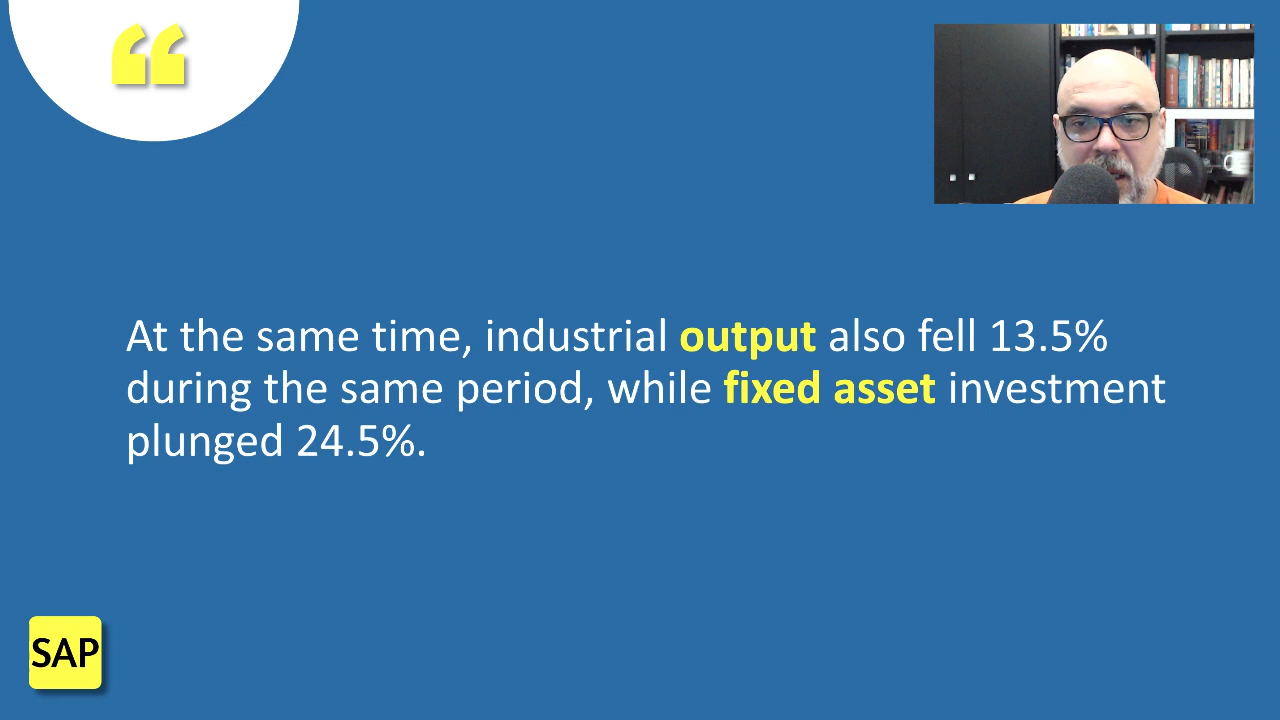 “
At the same time, industrial output also fell 13.5%
during the same period, while fixed asset investment
plunged 24.5%.
SAP